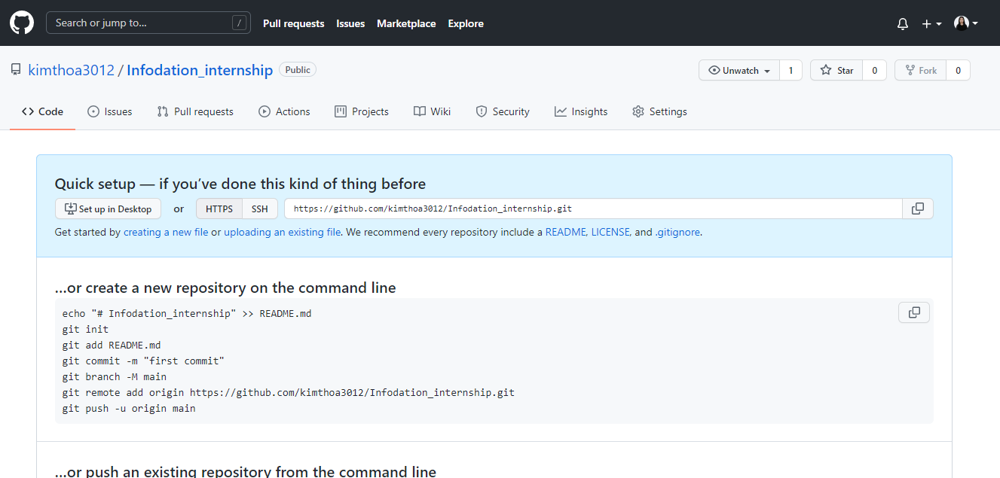 Search or jump to... /
Pull requests Issues Marketplace Explore
kimthoa3012 / Infodation_internship Public
Unwatch 1 Star 0 Fork 0
Code Issues Pull requests Actions Projects Wiki Security Insights Settings
Quick setup — if you’ve done this kind of thing before
Set up in Desktop or HTTPS SSH https://github.com/kimthoa3012/Infodation_internship.git
Get started by creating a new file or uploading an existing file. We recommend every repository include a README, LICENSE, and .gitignore.
…or create a new repository on the command line
echo "# Infodation_internship" >> README.md
git init
git add README.md
git commit -m "first commit"
git branch -M main
git remote add origin https://github.com/kimthoa3012/Infodation_internship.git
git push -u origin main
…or push an existing repository from the command line